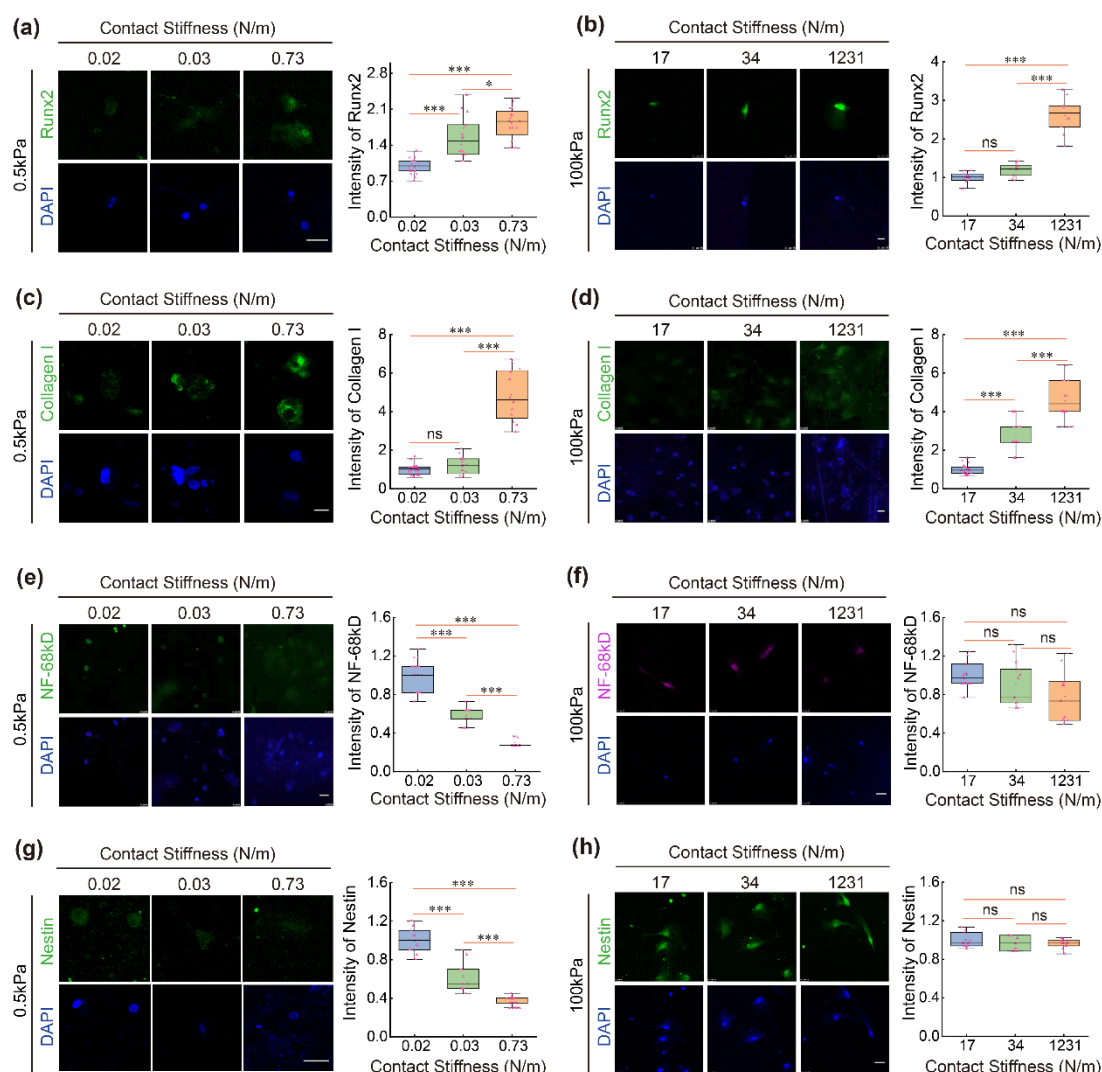 (a)
Contact Stiffness (N/m)
0.02 0.03 0.73
0.5kPa
Runx2
DAPI
Intensity of Runx2
2.8
2.1
1.4
0.7
0.0
***
***
*
0.02 0.03 0.73
Contact Stiffness (N/m)
(b)
Contact Stiffness (N/m)
17 34 1231
100kPa
Runx2
DAPI
Intensity of Runx2
4
3
2
1
0
***
***
ns
17 34 1231
Contact Stiffness (N/m)
(c)
Contact Stiffness (N/m)
0.02 0.03 0.73
0.5kPa
Collagen I
DAPI
Intensity of Collagen I
8
6
4
2
0
***
***
ns
0.02 0.03 0.73
Contact Stiffness (N/m)
(d)
Contact Stiffness (N/m)
17 34 1231
100kPa
Collagen I
DAPI
Intensity of Collagen I
8
6
4
2
0
***
***
***
17 34 1231
Contact Stiffness (N/m)
(e)
Contact Stiffness (N/m)
0.02 0.03 0.73
0.5kPa
NF-68kD
DAPI
Intensity of NF-68kD
1.6
1.2
0.8
0.4
0.0
***
***
***
0.02 0.03 0.73
Contact Stiffness (N/m)
(f)
Contact Stiffness (N/m)
17 34 1231
100kPa
NF-68kD
DAPI
Intensity of NF-68kD
1.6
1.2
0.8
0.4
0.0
ns
ns
ns
17 34 1231
Contact Stiffness (N/m)
(g)
Contact Stiffness (N/m)
0.02 0.03 0.73
0.5kPa
Nestin
DAPI
Intensity of Nestin
1.6
1.2
0.8
0.4
0.0
***
***
***
0.02 0.03 0.73
Contact Stiffness (N/m)
(h)
Contact Stiffness (N/m)
17 34 1231
100kPa
Nestin
DAPI
Intensity of Nestin
1.6
1.2
0.8
0.4
0.0
ns
ns
ns
17 34 1231
Contact Stiffness (N/m)